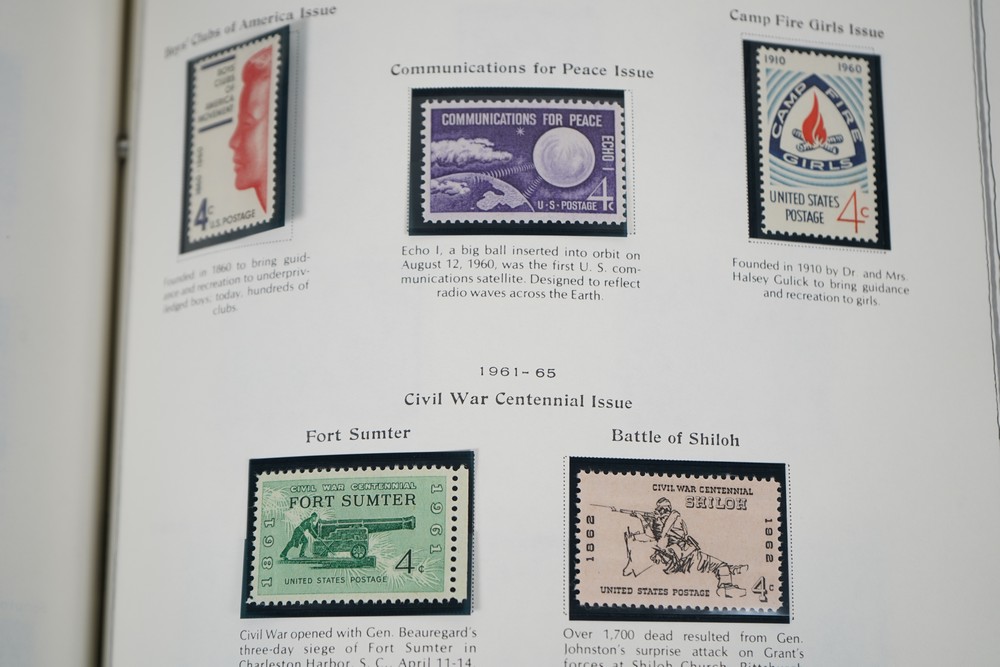 Boys' Clubs of America Issue
BOYS'
CLUBS
OF
AMERICA
MOVEMENT
1860 1960
4c
U.S. POSTAGE
Founded in 1860 to bring guid-
ance and recreation to underpriv-
iledged boys; today, hundreds of
clubs.
Communications for Peace Issue
COMMUNICATIONS FOR PEACE
ECHO I
4c
U·S·POSTAGE
Echo I, a big ball inserted into orbit on
August 12, 1960, was the first U. S. com-
munications satellite. Designed to reflect
radio waves across the Earth.
Camp Fire Girls Issue
1910 1960
CAMP FIRE
GIRLS
UNITED STATES
POSTAGE 4c
Founded in 1910 by Dr. and Mrs.
Halsey Gulick to bring guidance
and recreation to girls.
1961-65
Civil War Centennial Issue
Fort Sumter
CIVIL WAR CENTENNIAL
FORT SUMTER
1861
1961
4c
UNITED STATES POSTAGE
Civil War opened with Gen. Beauregard's
three-day siege of Fort Sumter in
Charleston Harbor, S. C., April 11-14,
Battle of Shiloh
CIVIL WAR CENTENNIAL
SHILOH
1862
1962
UNITED STATES POSTAGE 4c
Over 1,700 dead resulted from Gen.
Johnston's surprise attack on Grant's
forces at Shiloh Church, Pittsburg